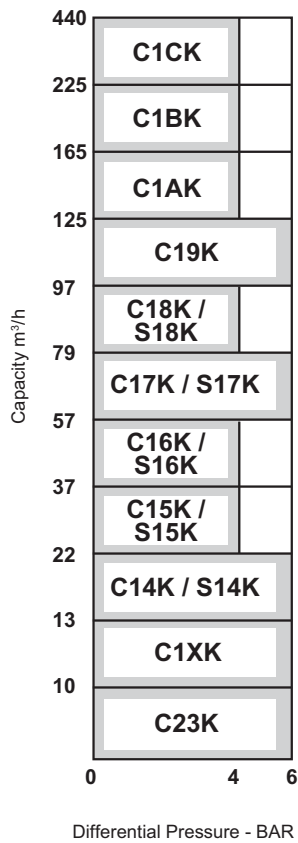 440
C1CK
225
C1BK
165
C1AK
125
C19K
97
C18K /
S18K
79
C17K / S17K
57
C16K /
S16K
37
C15K /
S15K
22
C14K / S14K
13
C1XK
10
C23K
0 4 6
Capacity m³/h
Differential Pressure - BAR